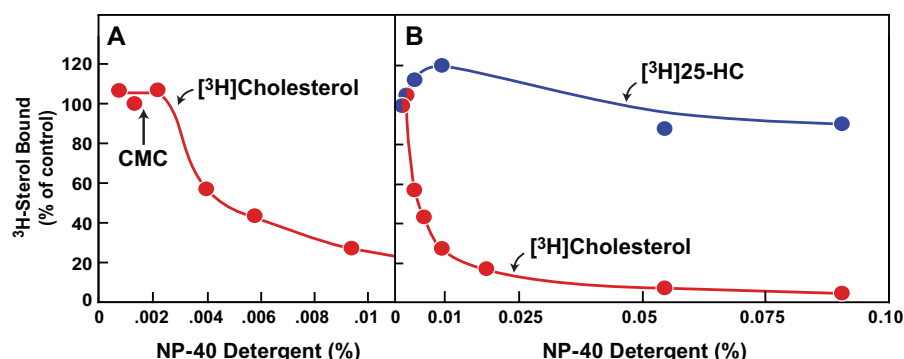 A
B
120
100
80
60
40
20
0
³H-Sterol Bound
(% of control)
[³H]Cholesterol
CMC
[³H]25-HC
[³H]Cholesterol
0 .002 .004 .006 .008 .01
0 0.01 0.025 0.05 0.075 0.10
NP-40 Detergent (%)
NP-40 Detergent (%)